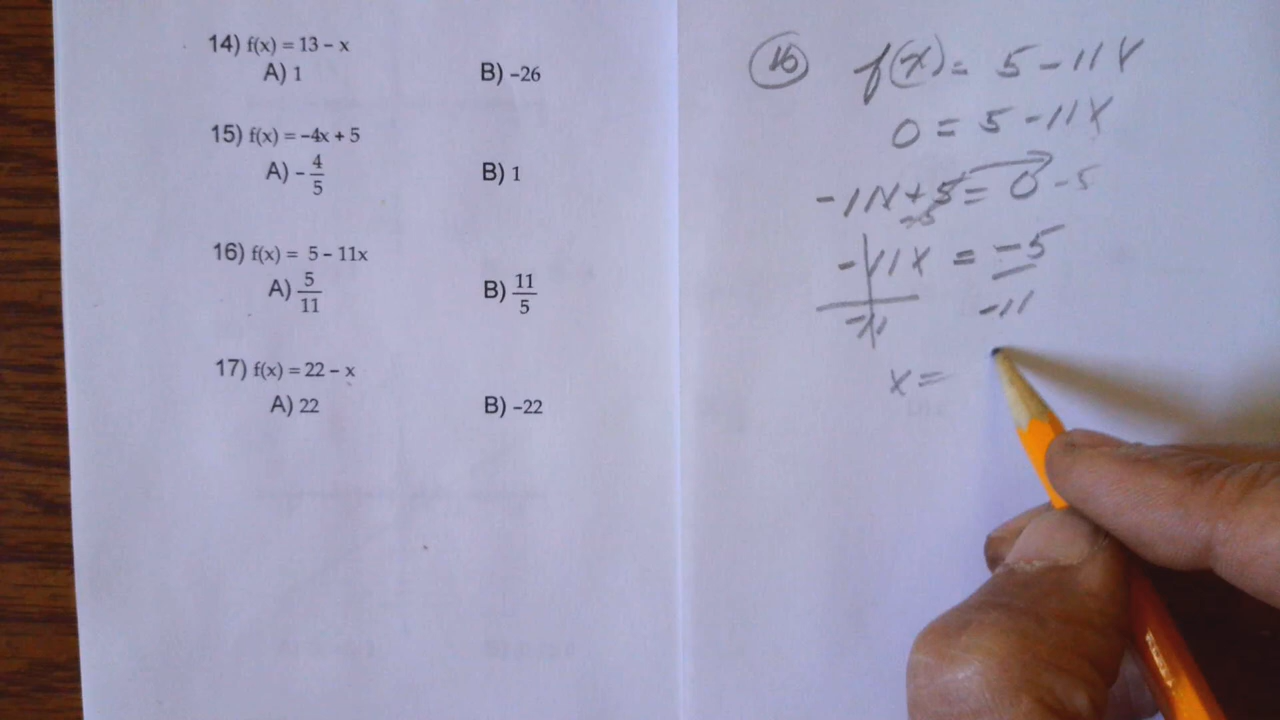 14) f(x) = 13 – x
A) 1 B) –26
15) f(x) = –4x + 5
A) – 4/5 B) 1
16) f(x) = 5 – 11x
A) 5/11 B) 11/5
17) f(x) = 22 – x
A) 22 B) –22
16 f(x) = 5 - 11x
0 = 5 - 11x
-11x + 5 = 0 - 5
-5
-11x = -5
-11 -11
x =